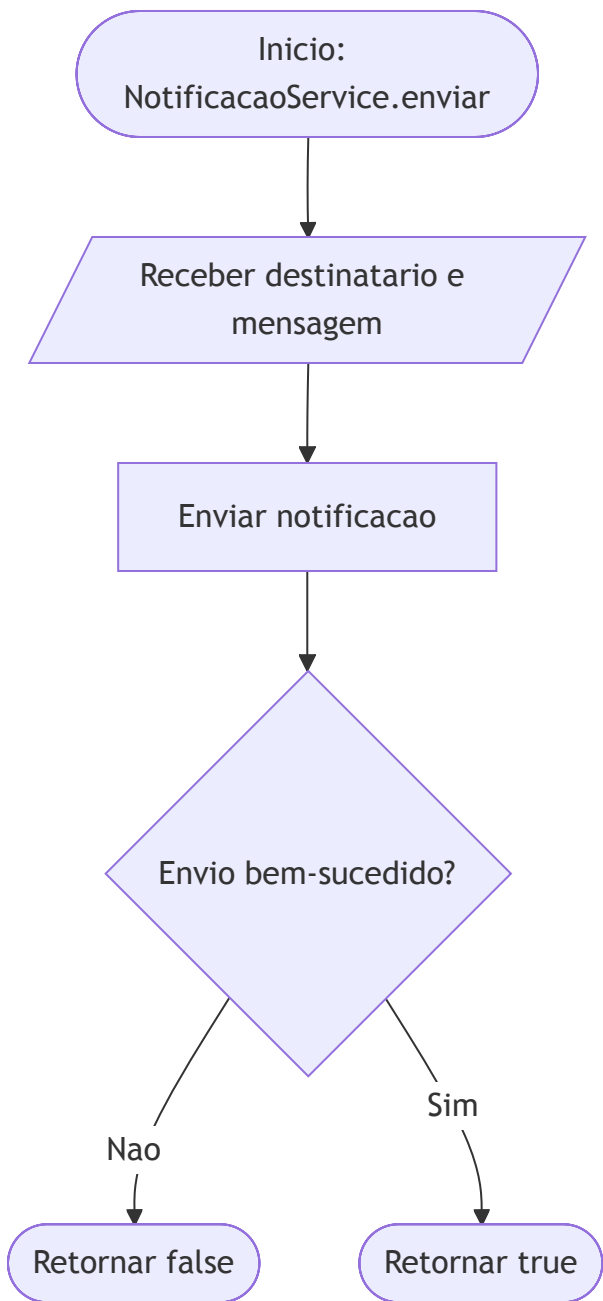 Inicio:
NotificacaoService.enviar
Receber destinatario e
mensagem
Enviar notificacao
Envio bem-sucedido?
Sim
Nao
Retornar false
Retornar true